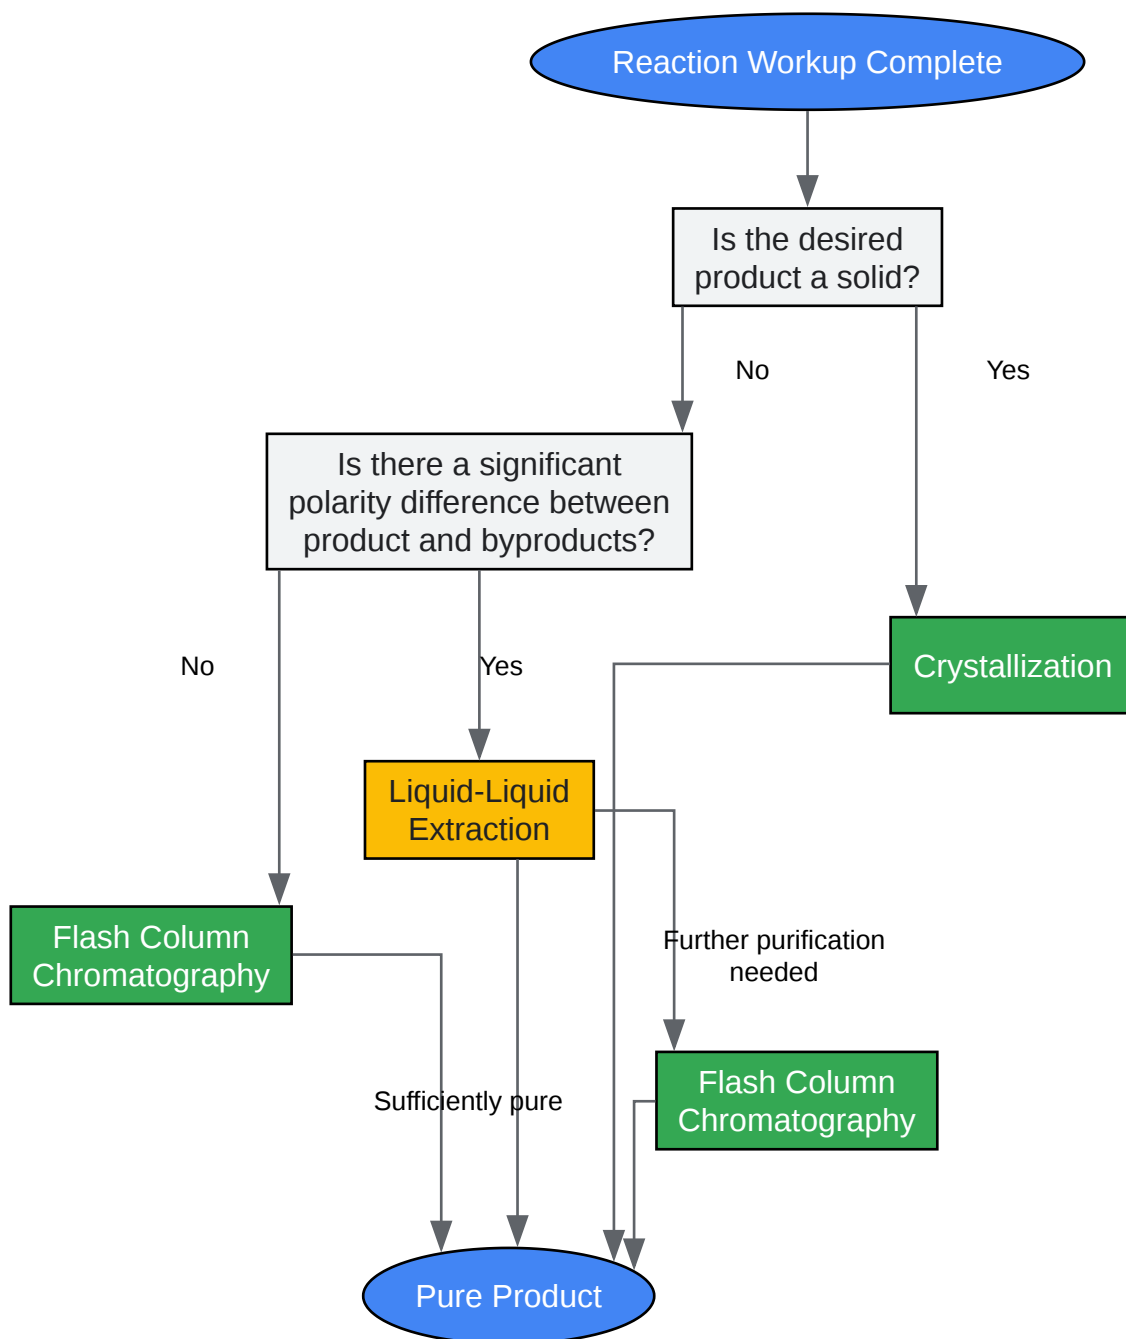 Reaction Workup Complete
Is the desired
product a solid?
No
Yes
Is there a significant
polarity difference between
product and byproducts?
No
Yes
Crystallization
Liquid-Liquid
Extraction
Flash Column
Chromatography
Further purification
needed
Sufficiently pure
Flash Column
Chromatography
Pure Product